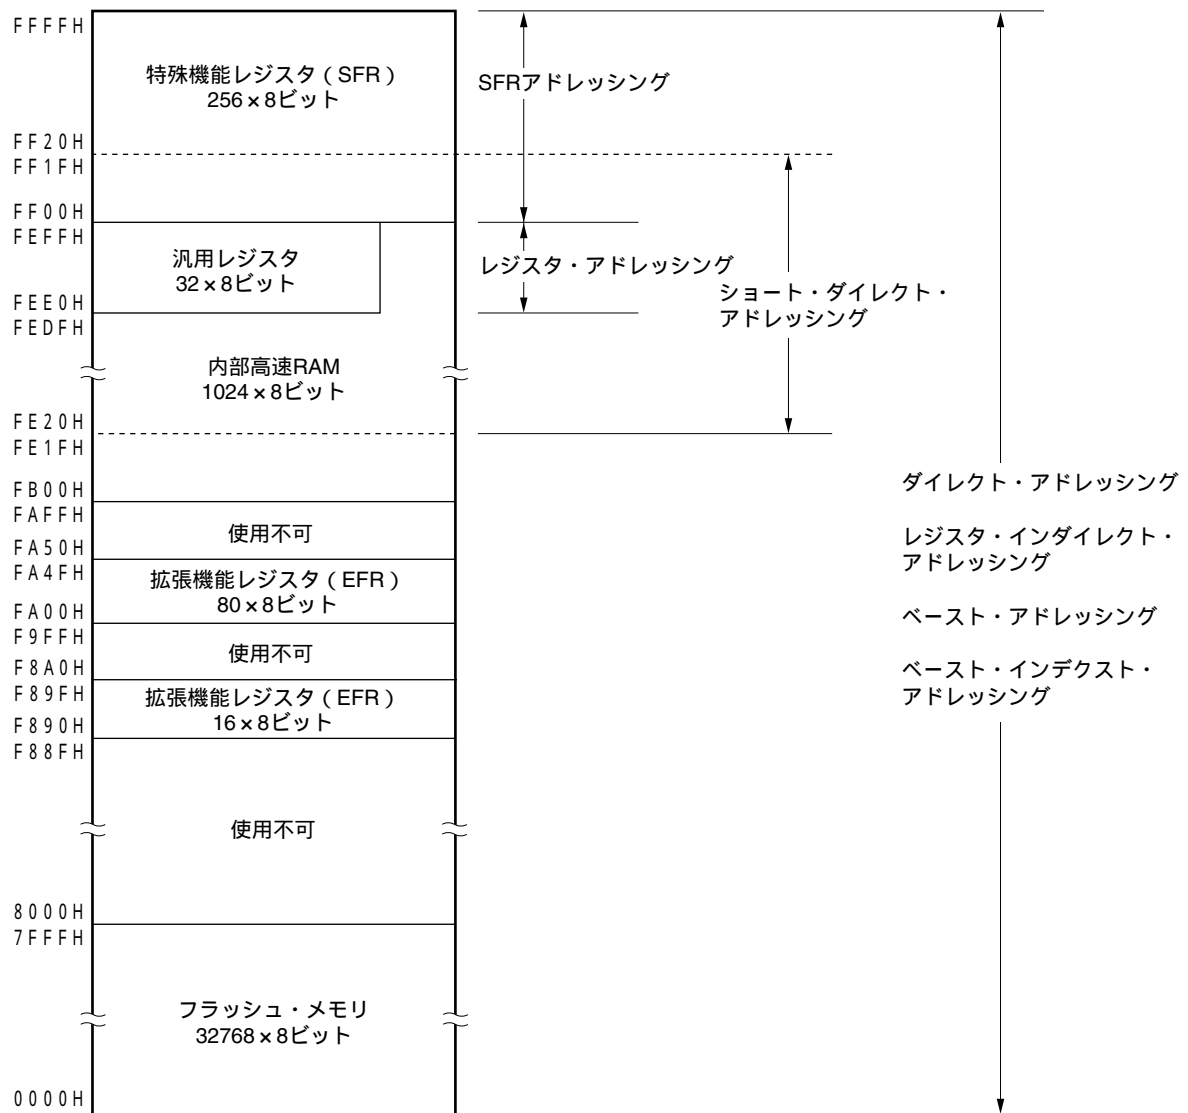 FFFFH
特殊機能レジスタ（SFR）
256×8ビット
SFRアドレッシング
FF20H
FF1FH
FF00H
FEFFH
汎用レジスタ
32×8ビット
レジスタ・アドレッシング
ショート・ダイレクト・
アドレッシング
FEE0H
FEDFH
内部高速RAM
1024×8ビット
FE20H
FE1FH
FB00H
FAFFH
使用不可
FA50H
FA4FH
拡張機能レジスタ（EFR）
80×8ビット
FA00H
F9FFH
使用不可
F8A0H
F89FH
拡張機能レジスタ（EFR）
16×8ビット
F890H
F88FH
使用不可
8000H
7FFFH
フラッシュ・メモリ
32768×8ビット
0000H
ダイレクト・アドレッシング
レジスタ・インダイレクト・
アドレッシング
ベースト・アドレッシング
ベースト・インデクスト・
アドレッシング